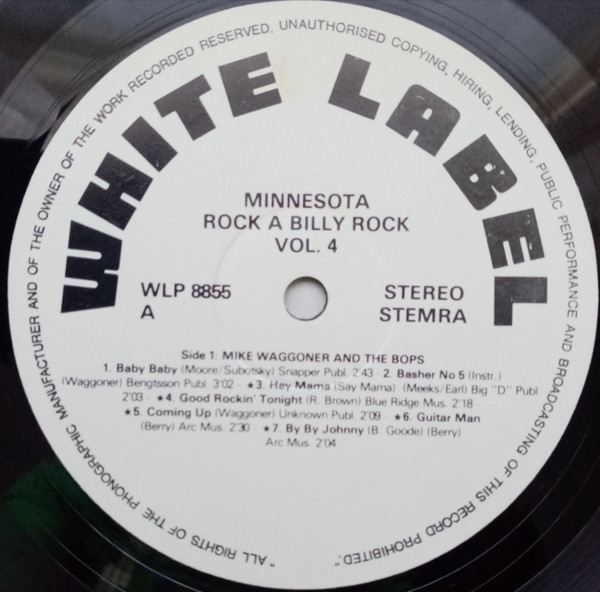 WHITE LABEL
MINNESOTA
ROCK A BILLY ROCK
VOL. 4
WLP 8855
A
STEREO
STEMRA
Side 1: MIKE WAGGONER AND THE BOPS
1. Baby Baby (Moore/Subotsky) Snapper Publ. 2'43 · 2. Basher No 5 (Instr.)
(Waggoner) Bengtsson Publ. 3'02 · ★3. Hey Mama (Say Mama) (Meeks/Earl) Big "D" Publ.
2'03 · ★4. Good Rockin' Tonight (R. Brown) Blue Ridge Mus. 2'18 ·
★5. Coming Up (Waggoner) Unknown Publ. 2'09 · ★6. Guitar Man
(Berry) Arc Mus. 2'30 · ★7. By By Johnny (B. Goode) (Berry)
Arc Mus. 2'04
"ALL RIGHTS OF THE PHONOGRAPHIC MANUFACTURER AND OF THE OWNER OF THE WORK RECORDED RESERVED. UNAUTHORISED COPYING, HIRING, LENDING, PUBLIC PERFORMANCE AND BROADCASTING OF THIS RECORD PROHIBITED."